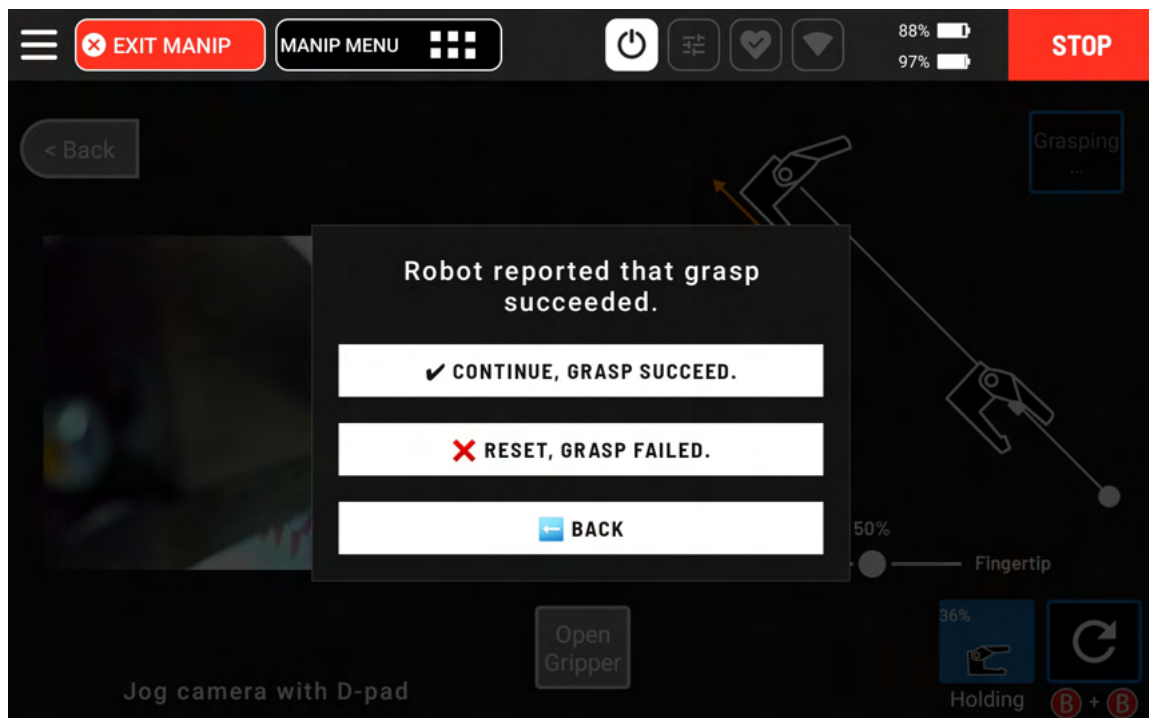 EXIT MANIP
MANIP MENU
88%
97%
STOP
< Back
Grasping
...
Robot reported that grasp
succeeded.
✔ CONTINUE, GRASP SUCCEED.
❌ RESET, GRASP FAILED.
⬅️ BACK
50%
Fingertip
Open
Gripper
36%
Holding
B + B
Jog camera with D-pad